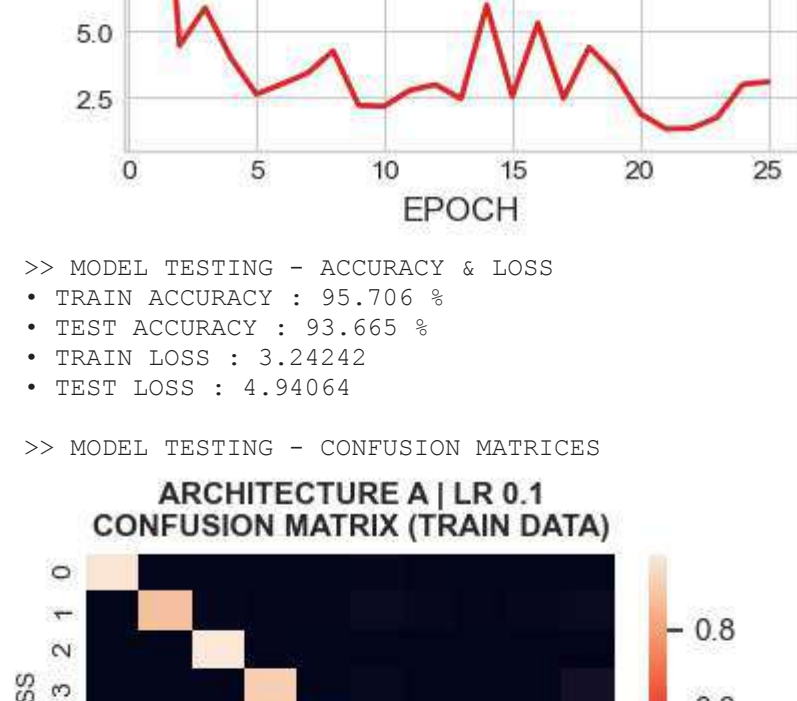 5.0
2.5
0 5 10 15 20 25
EPOCH
>> MODEL TESTING - ACCURACY & LOSS
• TRAIN ACCURACY : 95.706 %
• TEST ACCURACY : 93.665 %
• TRAIN LOSS : 3.24242
• TEST LOSS : 4.94064
>> MODEL TESTING - CONFUSION MATRICES
ARCHITECTURE A | LR 0.1
CONFUSION MATRIX (TRAIN DATA)
0
1
0.8
2
3